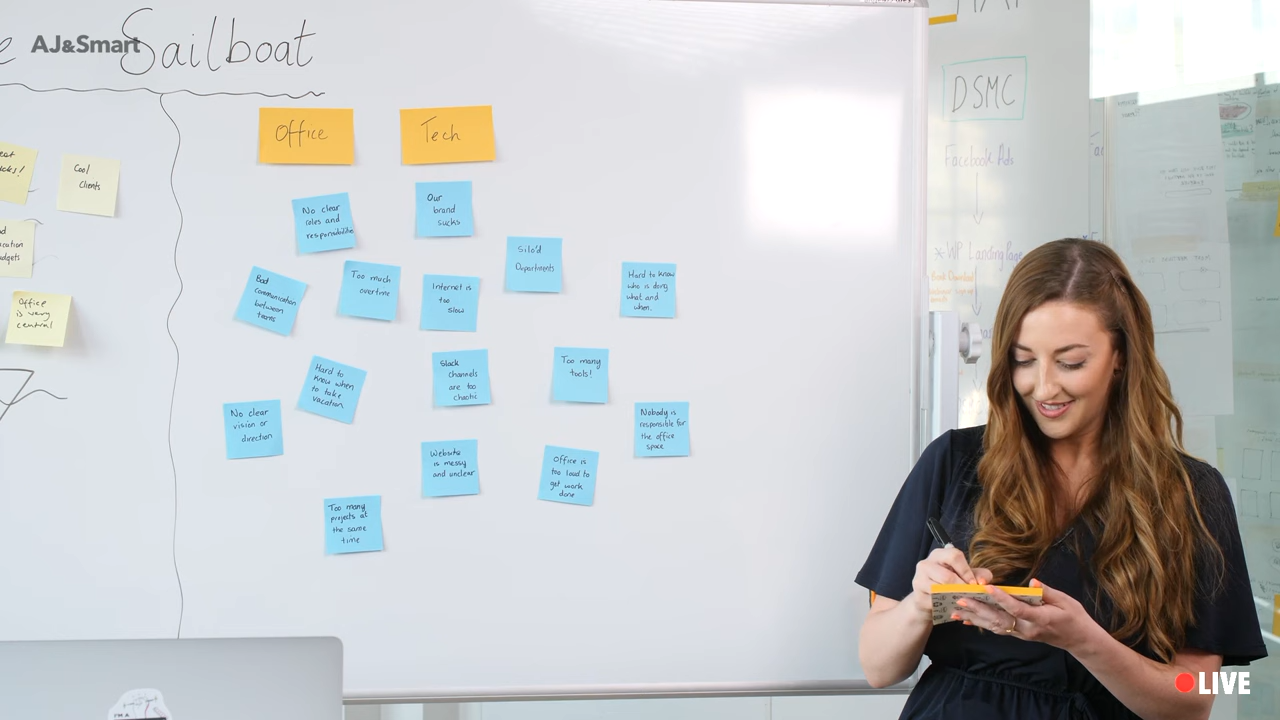 AJ&Smart
Sailboat
Office
Tech
Cool
Clients
Office
is very
central
No clear
roles and
responsibilities
Our
brand
sucks
Silo'd
Departments
Hard to know
who is doing
what and
when.
Bad
communication
between
teams
Too much
overtime
Internet is
too
slow
Hard to
know when
to take
vacation.
Slack
channels
are too
chaotic
Too many
tools!
No clear
vision or
direction
Nobody is
responsible for
the office
space
Website
is messy
and unclear
Office is
too loud to
get work
done
Too many
projects at
the same
time
DSMC
Facebook Ads
* WP Landing Page
LIVE